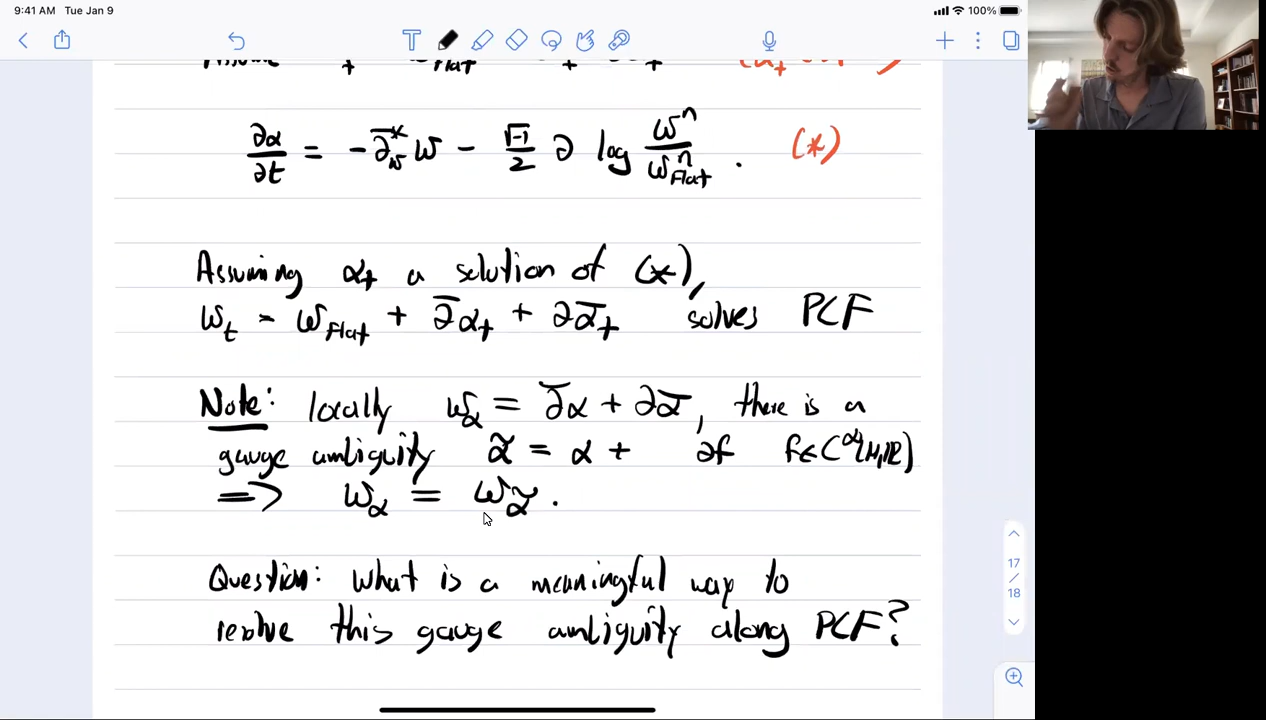 9:41 AM Tue Jan 9
100%
∂α/∂t = -∂̄*_ω ω - √-1/2 ∂ log ω^n/ω^n_Flat . (*)
Assuming α_t a solution of (*),
ω_t = ω_Flat + ∂̄α_t + ∂ᾱ_t solves PCF
Note: locally ω_α = ∂̄α + ∂ᾱ, there is a
gauge ambiguity α̃ = α + ∂f f∈C^∞(M,ℝ)
=> ω_α = ω_α̃ .
Question: What is a meaningful way to
resolve this gauge ambiguity along PCF?
17
/
18